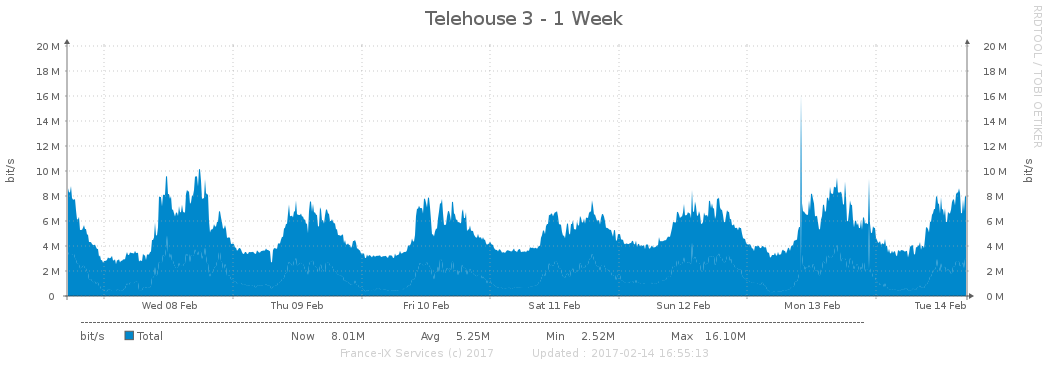 Telehouse 3 - 1 Week
RRDTOOL / TOBI OETIKER
20 M 20 M
18 M 18 M
16 M 16 M
14 M 14 M
12 M 12 M
10 M 10 M
8 M 8 M
6 M 6 M
4 M 4 M
2 M 2 M
0 0 M
bit/s bit/s
Wed 08 Feb Thu 09 Feb Fri 10 Feb Sat 11 Feb Sun 12 Feb Mon 13 Feb Tue 14 Feb
bit/s Total Now 8.01M Avg 5.25M Min 2.52M Max 16.10M
France-IX Services (c) 2017 Updated : 2017-02-14 16:55:13